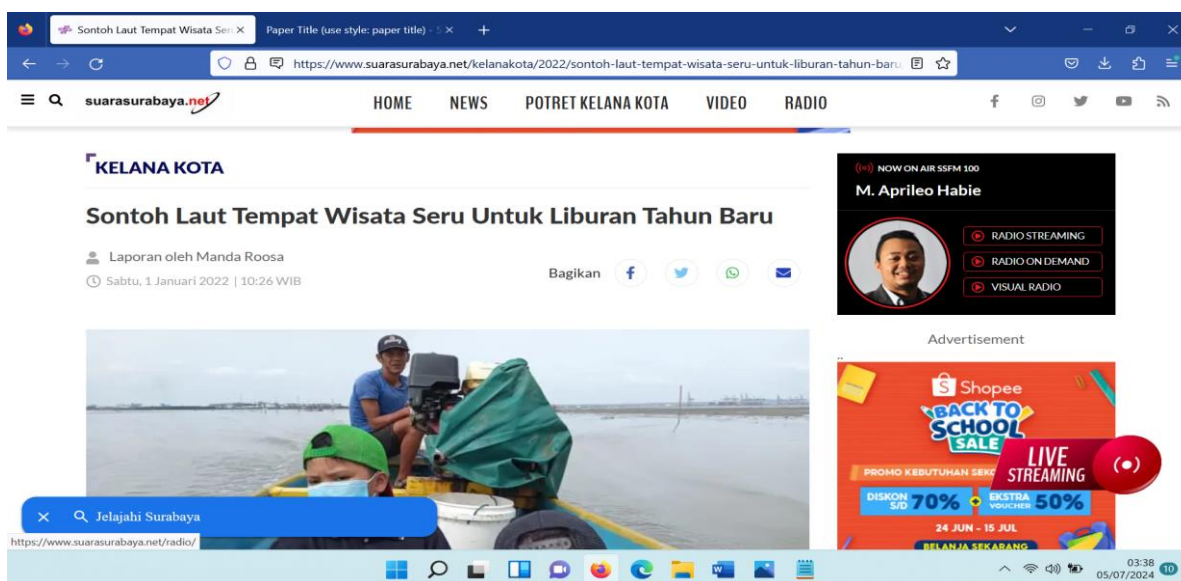 Sontoh Laut Tempat Wisata Ser
Paper Title (use style: paper title) - S
https://www.suarasurabaya.net/kelanakota/2022/sontoh-laut-tempat-wisata-seru-untuk-liburan-tahun-baru
suarasurabaya.net
HOME NEWS POTRET KELANA KOTA VIDEO RADIO
KELANA KOTA
Sontoh Laut Tempat Wisata Seru Untuk Liburan Tahun Baru
Laporan oleh Manda Roosa
Sabtu, 1 Januari 2022 | 10:26 WIB
Bagikan
NOW ON AIR SSFM 100
M. Aprileo Habie
RADIO STREAMING
RADIO ON DEMAND
VISUAL RADIO
Advertisement
..
Shopee
BACK TO
SCHOOL
SALE
PROMO KEBUTUHAN
LIVE
STREAMING
DISKON S/D 70% + EKSTRA VOUCHER 50%
24 JUN - 15 JUL
BELANJA SEKARANG
Jelajahi Surabaya
https://www.suarasurabaya.net/radio/
03:38
05/07/2024
10